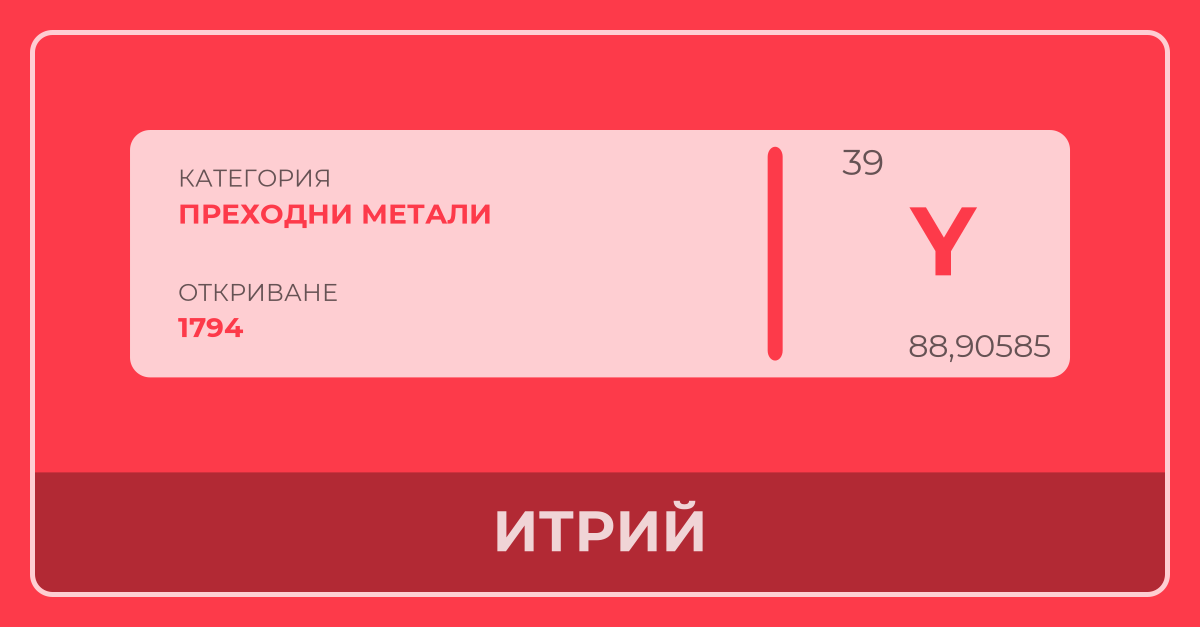 КАТЕГОРИЯ
ПРЕХОДНИ МЕТАЛИ
ОТКРИВАНЕ
1794
39
Y
88,90585
ИТРИЙ